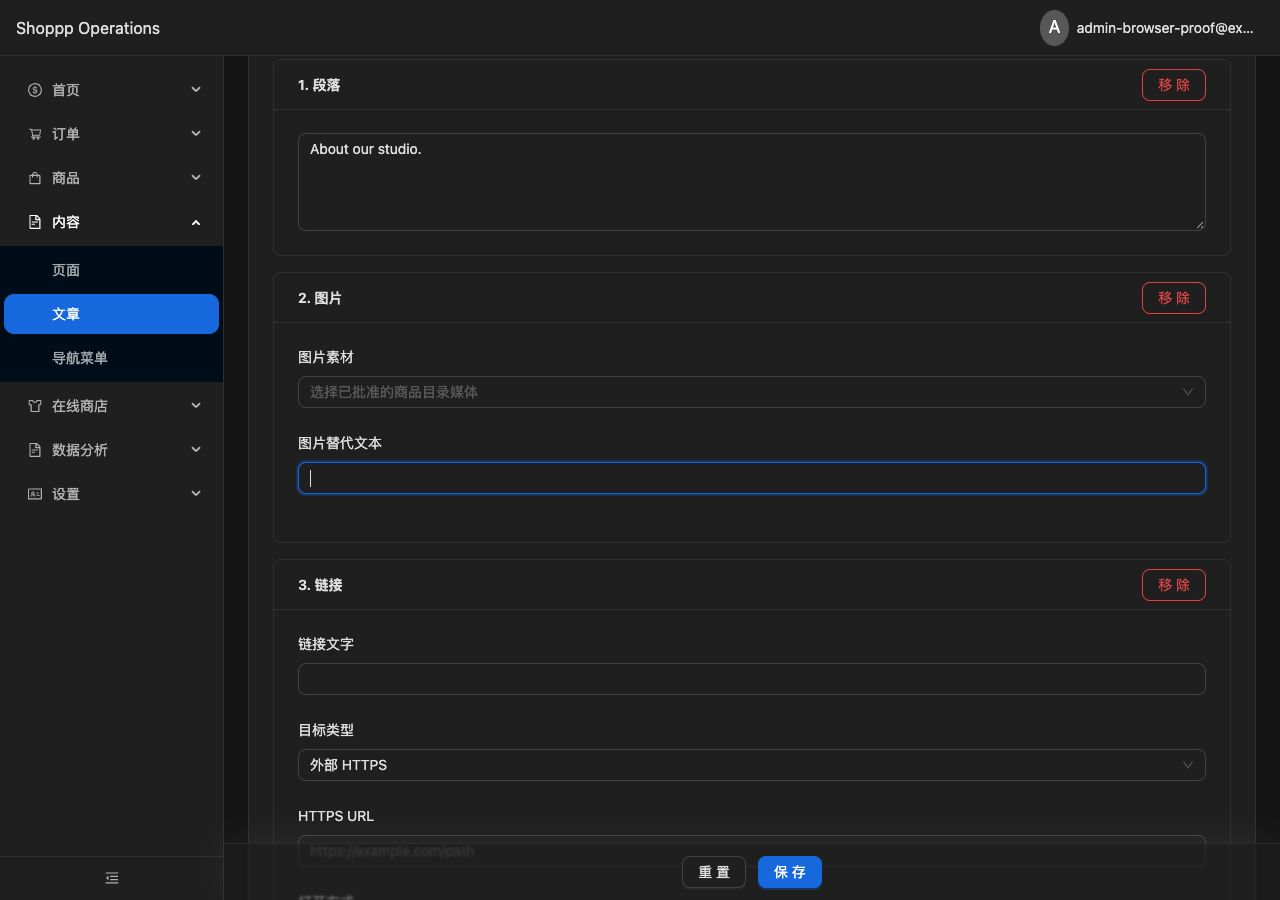 Shoppp Operations
A
admin-browser-proof@ex...
首页
订单
商品
内容
页面
文章
导航菜单
在线商店
数据分析
设置
1. 段落
移 除
About our studio.
2. 图片
移 除
图片素材
选择已批准的商品目录媒体
图片替代文本
3. 链接
移 除
链接文字
目标类型
外部 HTTPS
HTTPS URL
https://example.com/path
重 置
保 存